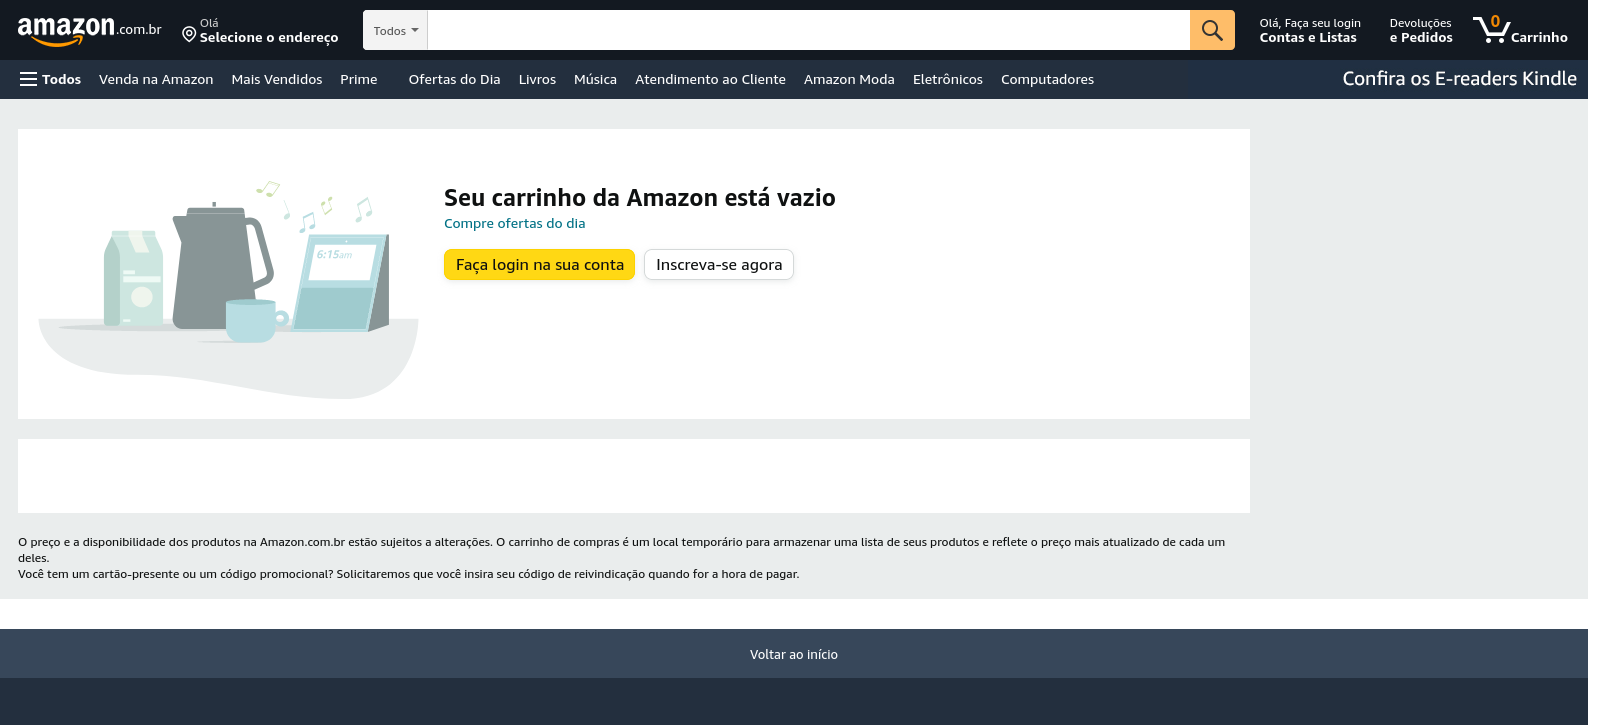 amazon.com.br
Olá
Selecione o endereço
Todos
Olá, Faça seu login
Contas e Listas
Devoluções
e Pedidos
0
Carrinho
Todos
Venda na Amazon
Mais Vendidos
Prime
Ofertas do Dia
Livros
Música
Atendimento ao Cliente
Amazon Moda
Eletrônicos
Computadores
Confira os E-readers Kindle
6:15am
Seu carrinho da Amazon está vazio
Compre ofertas do dia
Faça login na sua conta
Inscreva-se agora
O preço e a disponibilidade dos produtos na Amazon.com.br estão sujeitos a alterações. O carrinho de compras é um local temporário para armazenar uma lista de seus produtos e reflete o preço mais atualizado de cada um
deles.
Você tem um cartão-presente ou um código promocional? Solicitaremos que você insira seu código de reivindicação quando for a hora de pagar.
Voltar ao início